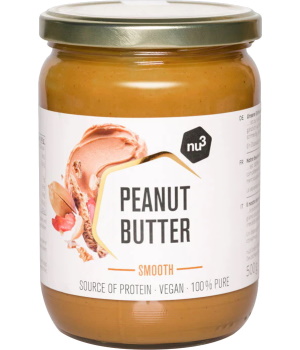 nu3
PEANUT
BUTTER
SMOOTH
SOURCE OF PROTEIN · VEGAN · 100% PURE